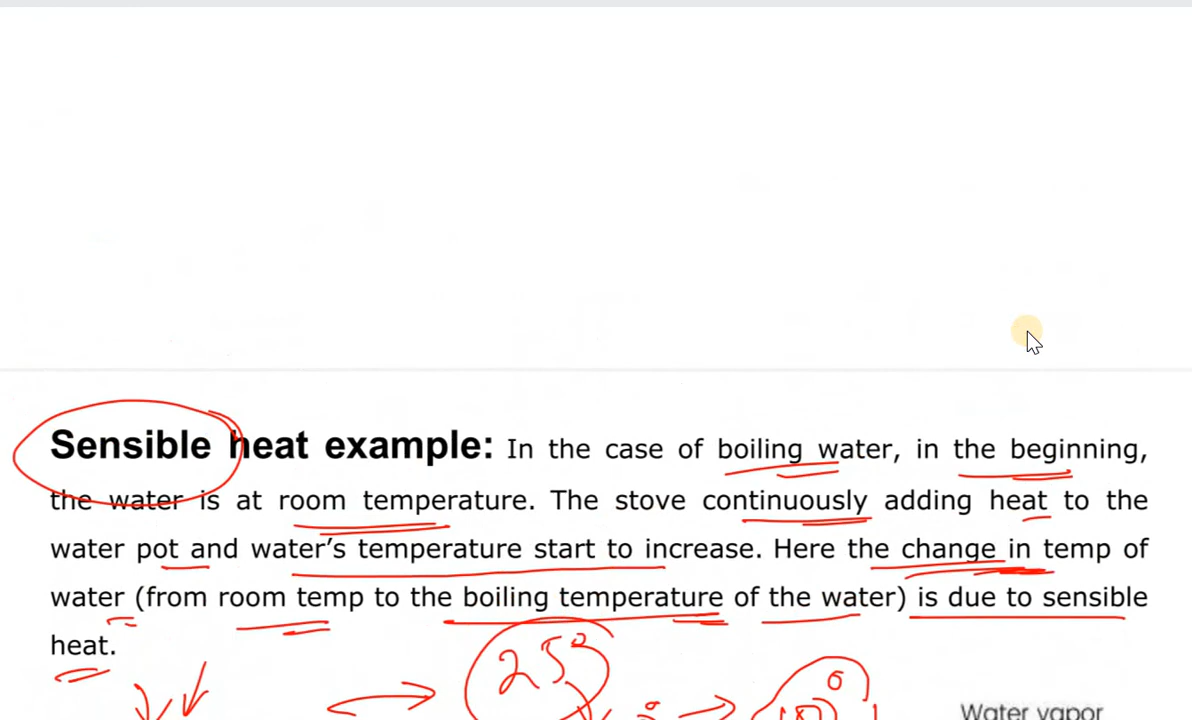 Sensible heat example: In the case of boiling water, in the beginning,
the water is at room temperature. The stove continuously adding heat to the
water pot and water's temperature start to increase. Here the change in temp of
water (from room temp to the boiling temperature of the water) is due to sensible
heat.
25°
Water vapor